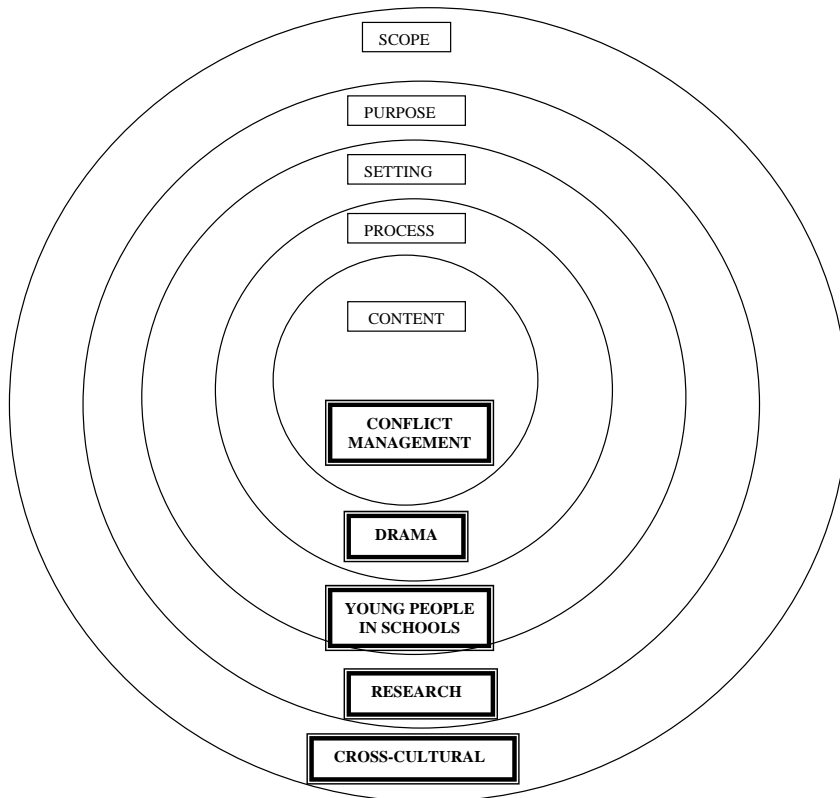 SCOPE
PURPOSE
SETTING
PROCESS
CONTENT
CONFLICT
MANAGEMENT
DRAMA
YOUNG PEOPLE
IN SCHOOLS
RESEARCH
CROSS-CULTURAL